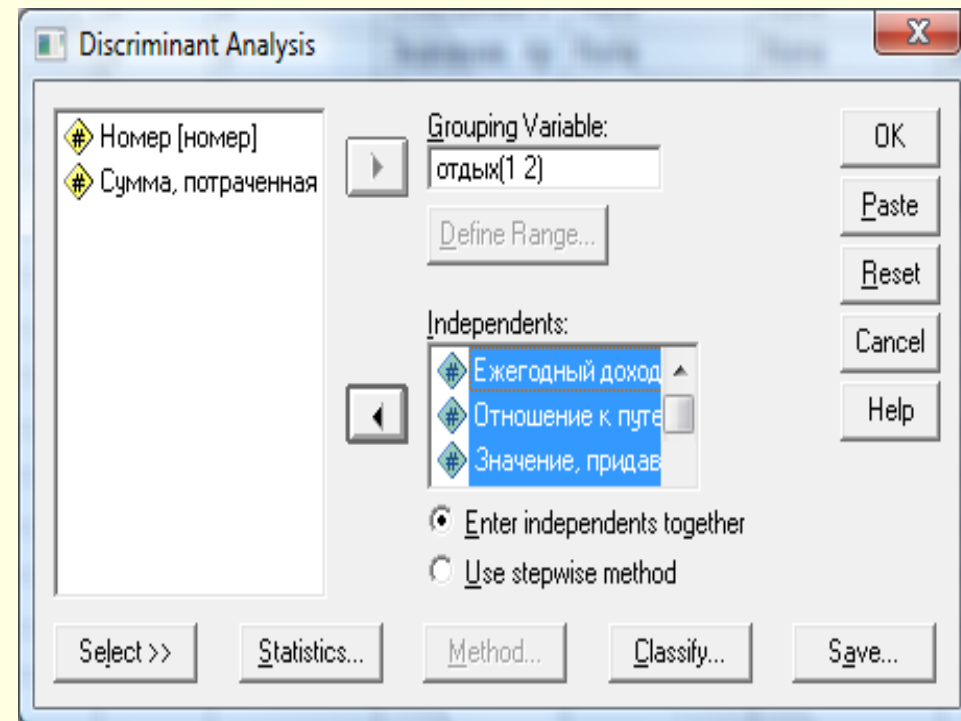 Discriminant Analysis
Номер [номер]
Сумма, потраченная
Grouping Variable:
отдых(1 2)
Define Range...
Independents:
Ежегодный доход
Отношение к путе
Значение, придав
Enter independents together
Use stepwise method
OK
Paste
Reset
Cancel
Help
Select >>
Statistics...
Method...
Classify...
Save...